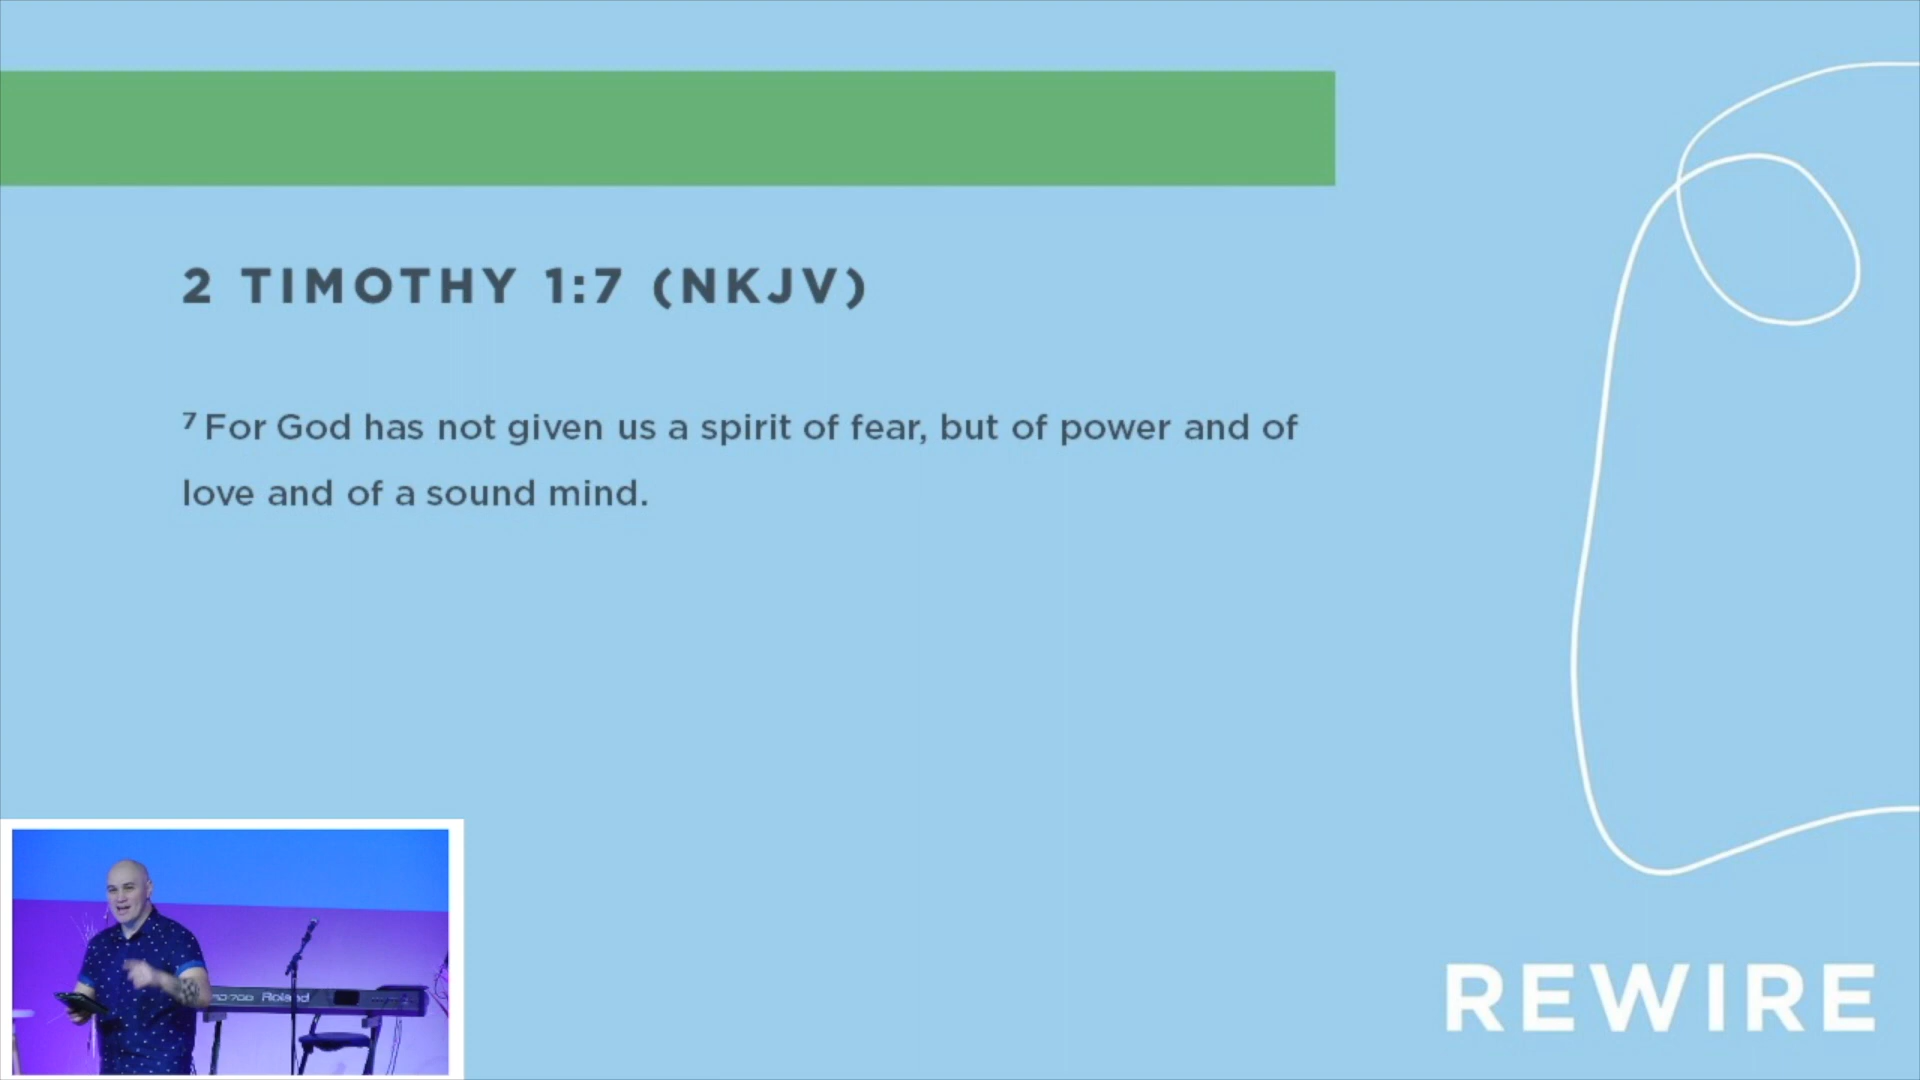 2 TIMOTHY 1:7 (NKJV)
⁷ For God has not given us a spirit of fear, but of power and of
love and of a sound mind.
Roland
REWIRE